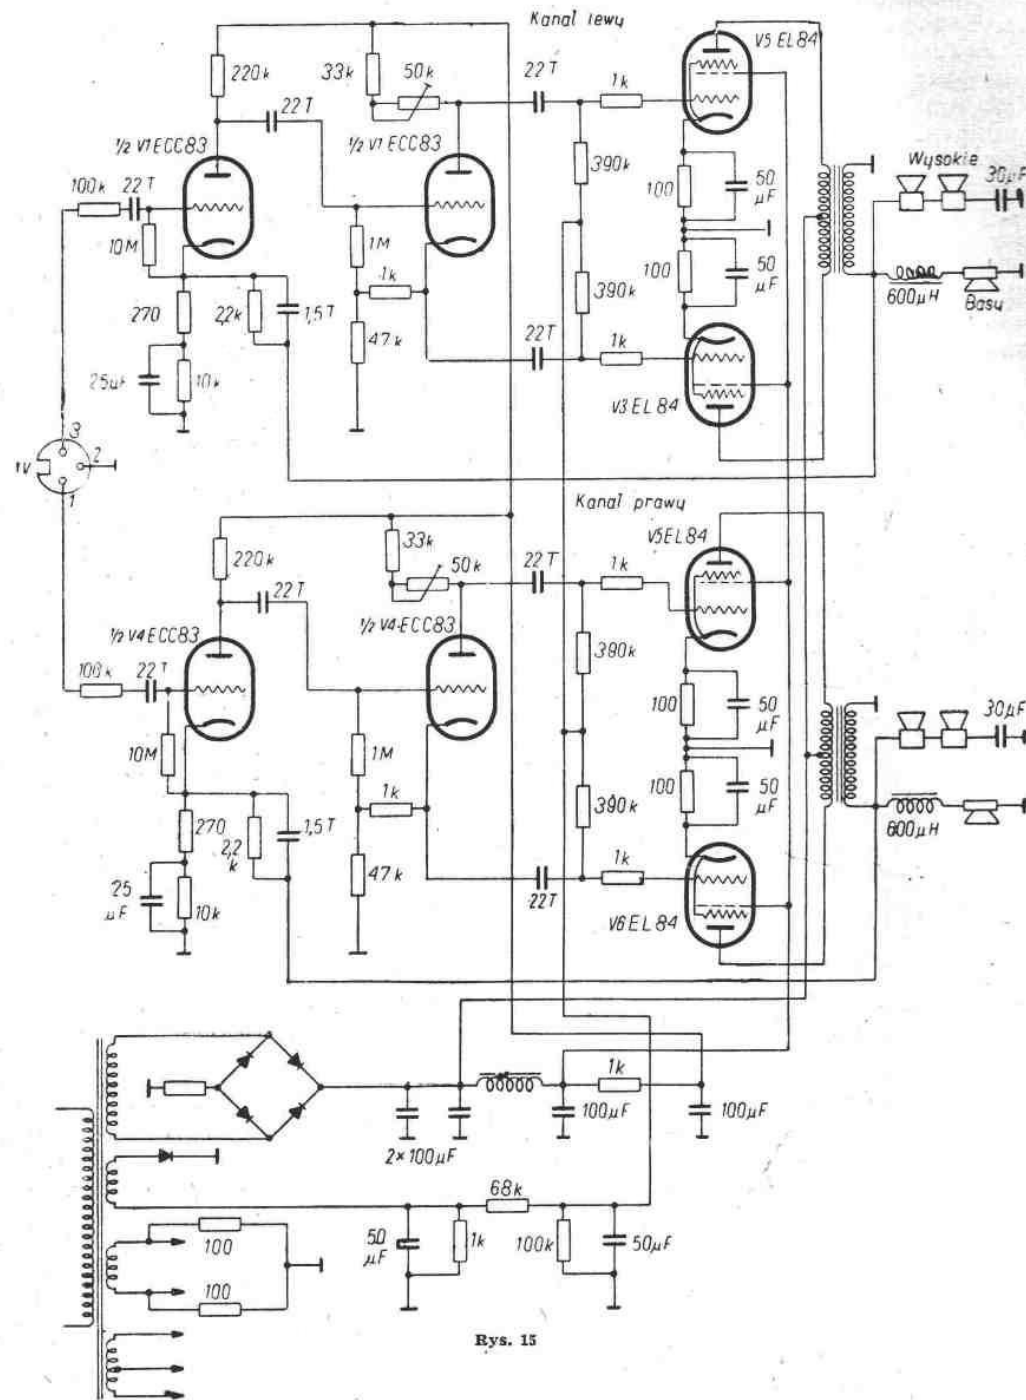 Kanał lewy
V5 EL84
220k
33k
50k
22T
1k
22T
½ V1 ECC83
½ V1 ECC83
100k
22T
10M
390k
100
50 μF
Wysokie
30μF
1M
1k
270
2,2k
1,5T
47k
390k
100
50 μF
600μH
Basy
25μF
10k
22T
1k
V3 EL84
3
1V
2
1
Kanał prawy
V5EL84
220k
33k
50k
22T
1k
22T
½ V4 ECC83
½ V4-ECC83
100k
22T
10M
390k
100
50 μF
30μF
1M
1k
270
2,2 k
1,5T
47k
390k
100
50 μF
600μH
25 μF
10k
22T
1k
V6 EL84
1k
2×100μF
100μF
100μF
68k
50 μF
1k
100k
50μF
100
100
Rys. 15